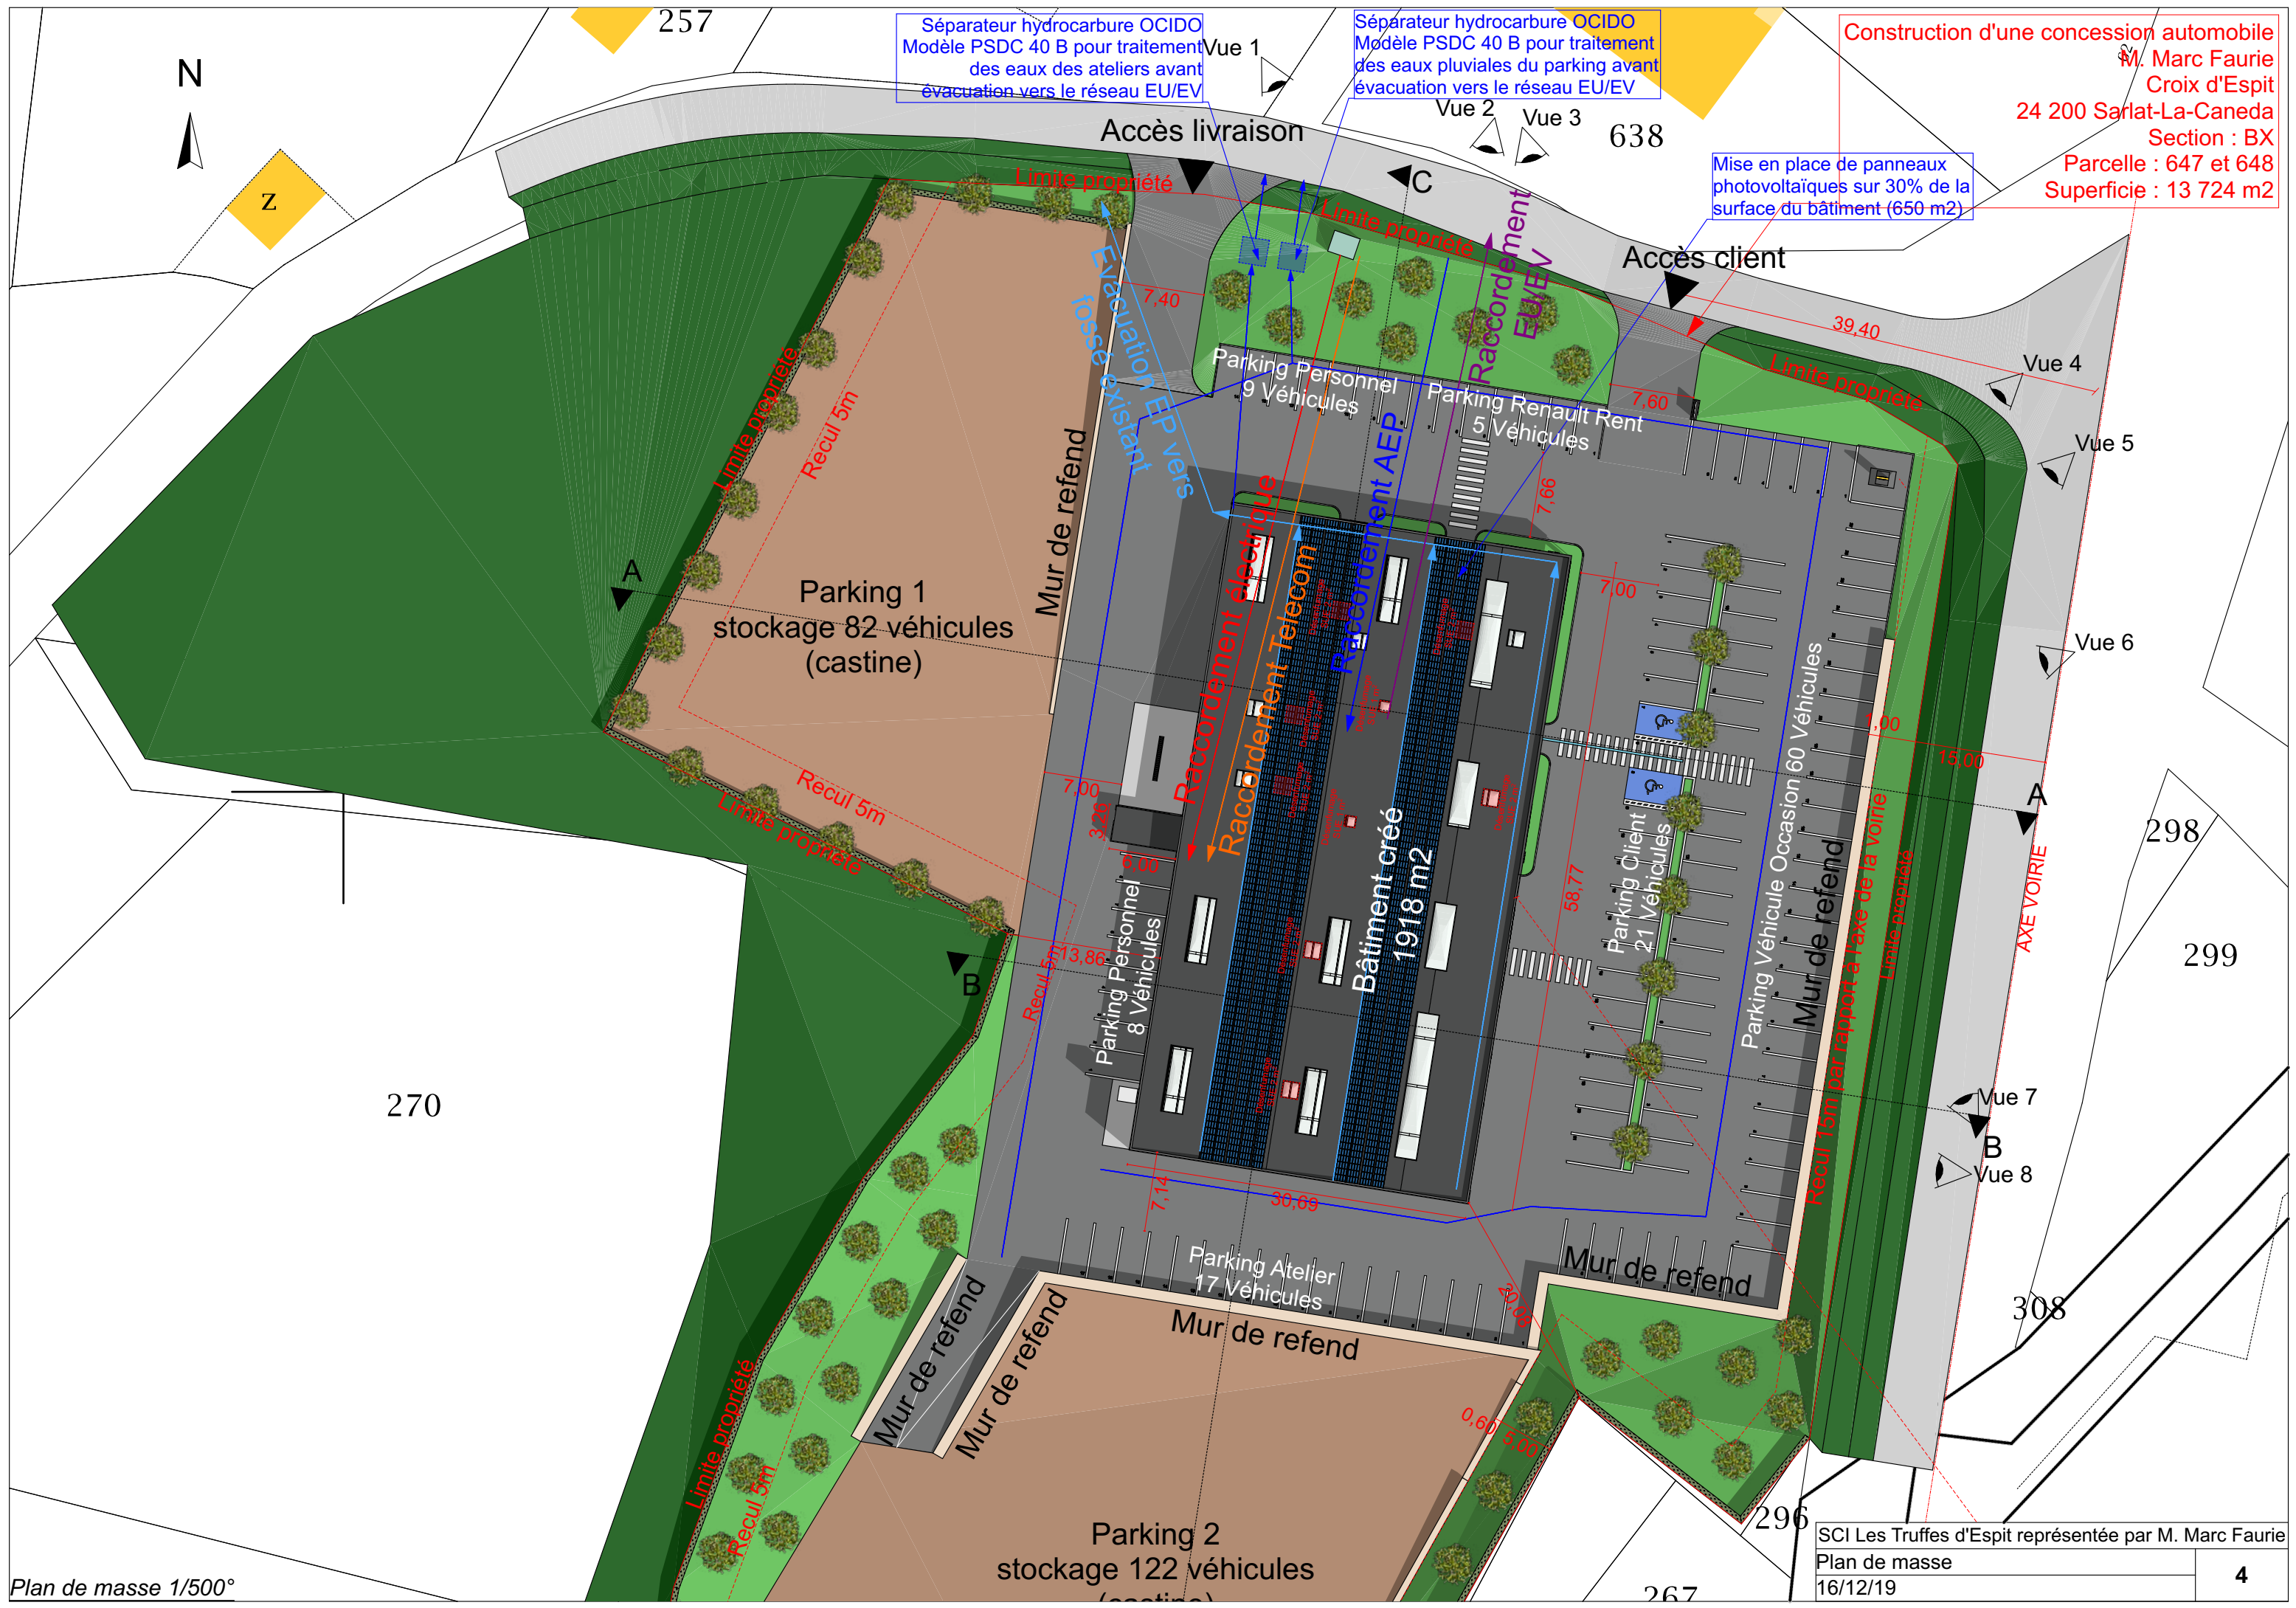 257
N
Z
Séparateur hydrocarbure OCIDO
Modèle PSDC 40 B pour traitement
des eaux des ateliers avant
évacuation vers le réseau EU/EV
Vue 1
Séparateur hydrocarbure OCIDO
Modèle PSDC 40 B pour traitement
des eaux pluviales du parking avant
évacuation vers le réseau EU/EV
Vue 2
Vue 3
638
Construction d'une concession automobile
M. Marc Faurie
Croix d'Espit
24 200 Sarlat-La-Caneda
Section : BX
Parcelle : 647 et 648
Superficie : 13 724 m2
Mise en place de panneaux
photovoltaïques sur 30% de la
surface du bâtiment (650 m2)
Accès livraison
C
Accès client
Limite propriété
Limite propriété
Limite propriété
39,40
Vue 4
Vue 5
Vue 6
7,40
7,60
Raccordement
EU/EV
Evacuation EP vers
fossé existant
Parking Personnel
9 Véhicules
Parking Renault Rent
5 Véhicules
Limite propriété
Recul 5m
Mur de refend
7,66
7,00
A
Parking 1
stockage 82 véhicules
(castine)
Raccordement électrique
Raccordement Telecom
Raccordement AEP
Recul 5m
Limite propriété
7,00
3,28
6,00
13,86
Recul 5m
B
Parking Personnel
8 Véhicules
Bâtiment créé
1918 m2
58,77
Parking Client
21 Véhicules
Parking Véhicule Occasion 60 Véhicules
Mur de refend
1,00
15.00
Recul 15m par rapport à l'axe de la voirie
Limite propriété
AXE VOIRIE
A
298
299
270
Vue 7
B
Vue 8
308
7,14
30,69
Parking Atelier
17 Véhicules
Mur de refend
Mur de refend
Mur de refend
Mur de refend
20,00
0,60
5,00
Limite propriété
Recul 5m
Parking 2
stockage 122 véhicules
(castine)
296
267
Plan de masse 1/500°
SCI Les Truffes d'Espit représentée par M. Marc Faurie
Plan de masse
16/12/19
4